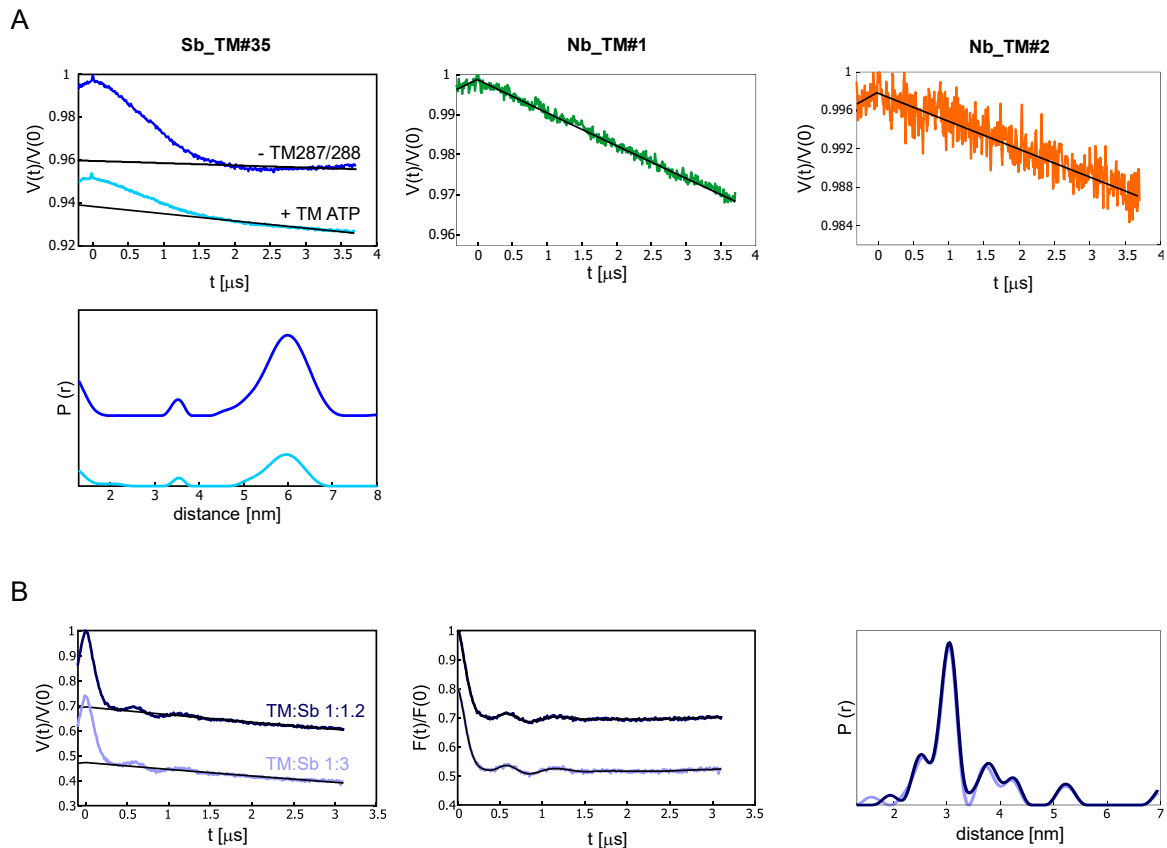 A
Sb_TM#35
Nb_TM#1
Nb_TM#2
V(t)/V(0)
1
0.98
0.96
0.94
0.92
- TM287/288
+ TM ATP
0 0.5 1 1.5 2 2.5 3 3.5 4
t [μs]
V(t)/V(0)
1
0.99
0.98
0.97
0.96
0 0.5 1 1.5 2 2.5 3 3.5 4
t [μs]
V(t)/V(0)
1
0.996
0.992
0.988
0.984
0 0.5 1 1.5 2 2.5 3 3.5 4
t [μs]
P (r)
2 3 4 5 6 7 8
distance [nm]
B
V(t)/V(0)
1
0.9
0.8
0.7
0.6
0.5
0.4
0.3
TM:Sb 1:1.2
TM:Sb 1:3
0 0.5 1 1.5 2 2.5 3 3.5
t [μs]
F(t)/F(0)
1
0.9
0.8
0.7
0.6
0.5
0.4
0 0.5 1 1.5 2 2.5 3 3.5
t [μs]
P (r)
2 3 4 5 6 7
distance [nm]